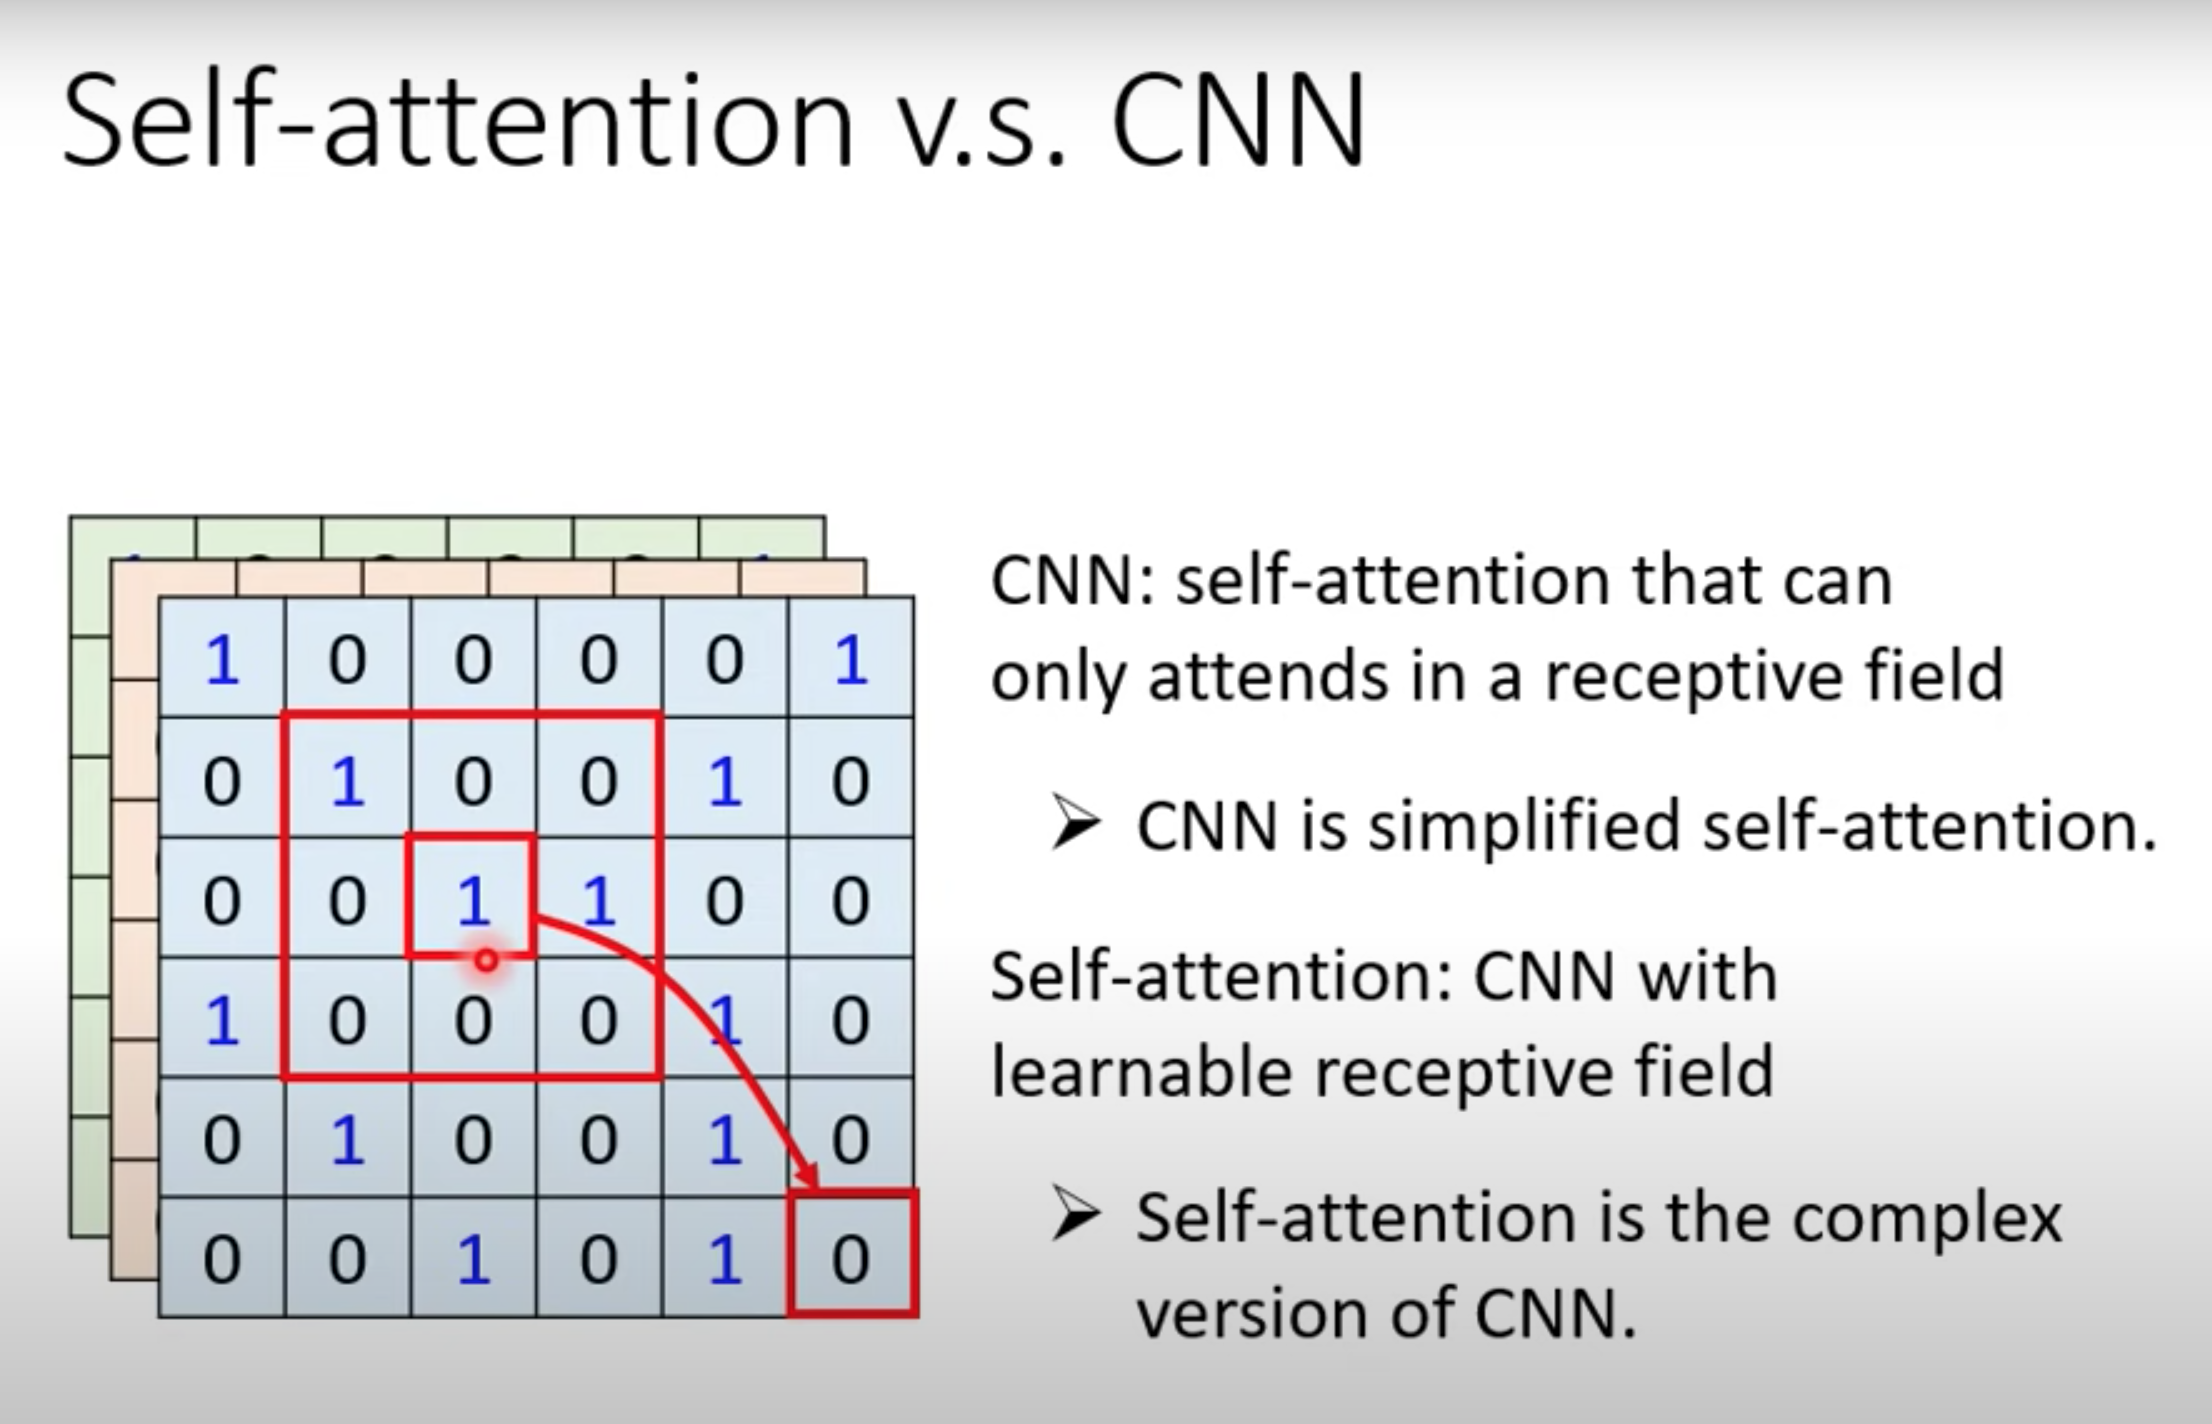 Self-attention v.s. CNN
1 0 0 0 0 1
0 1 0 0 1 0
0 0 1 1 0 0
1 0 0 0 1 0
0 1 0 0 1 0
0 0 1 0 1 0
CNN: self-attention that can
only attends in a receptive field
CNN is simplified self-attention.
Self-attention: CNN with
learnable receptive field
Self-attention is the complex
version of CNN.